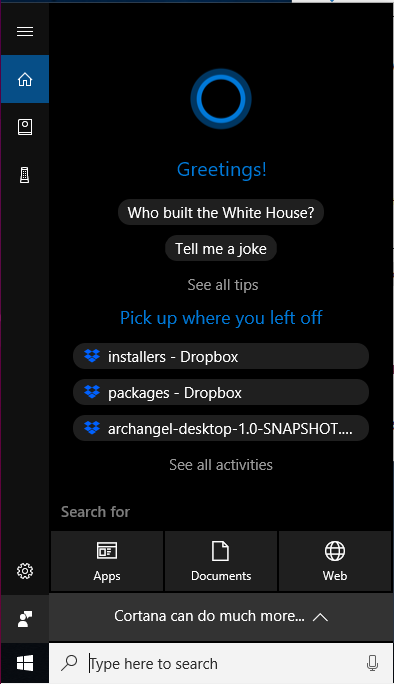 Greetings!
Who built the White House?
Tell me a joke
See all tips
Pick up where you left off
installers - Dropbox
packages - Dropbox
archangel-desktop-1.0-SNAPSHOT....
See all activities
Search for
Apps
Documents
Web
Cortana can do much more...
Type here to search